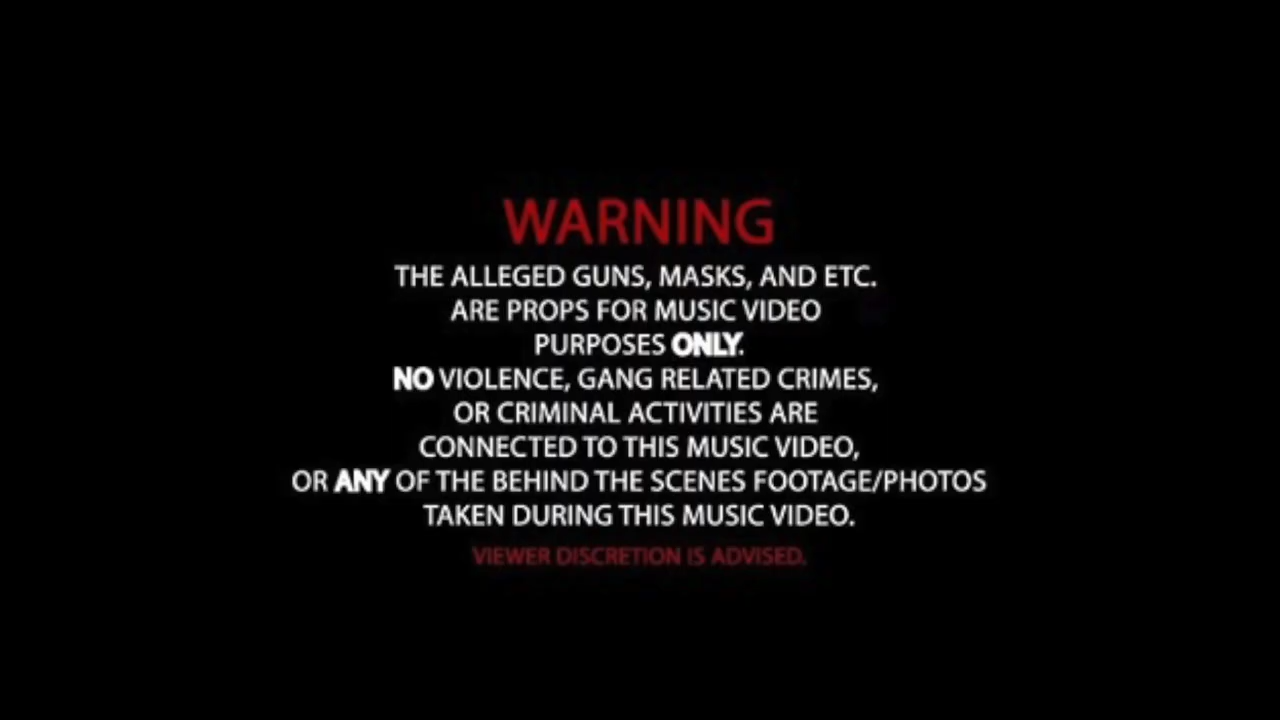 WARNING
THE ALLEGED GUNS, MASKS, AND ETC.
ARE PROPS FOR MUSIC VIDEO
PURPOSES ONLY.
NO VIOLENCE, GANG RELATED CRIMES,
OR CRIMINAL ACTIVITIES ARE
CONNECTED TO THIS MUSIC VIDEO,
OR ANY OF THE BEHIND THE SCENES FOOTAGE/PHOTOS
TAKEN DURING THIS MUSIC VIDEO.
VIEWER DISCRETION IS ADVISED.